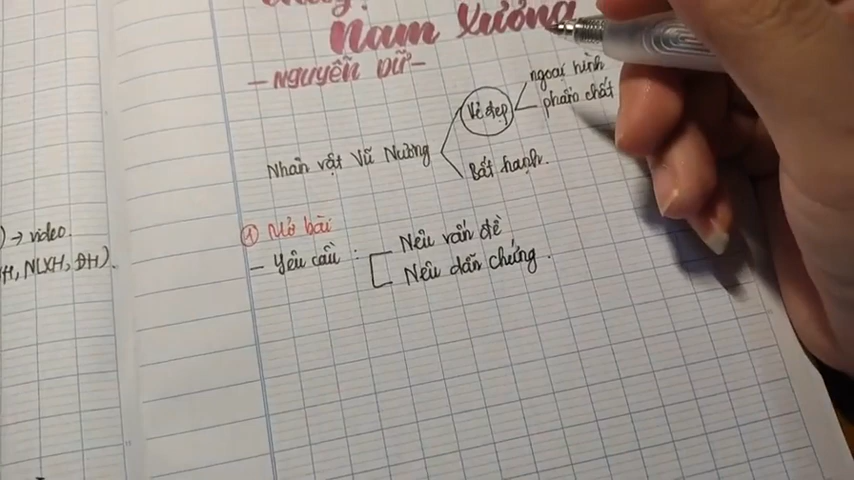 Nam Xương
- NGUYỄN DỮ -
ngoại hình
Vẻ đẹp
phẩm chất
Nhân vật Vũ Nương
Bất hạnh.
① Mở bài
) → video.
- Yêu cầu :
Nêu vấn đề
H, NLXH, ĐH).
Nêu dẫn chứng.